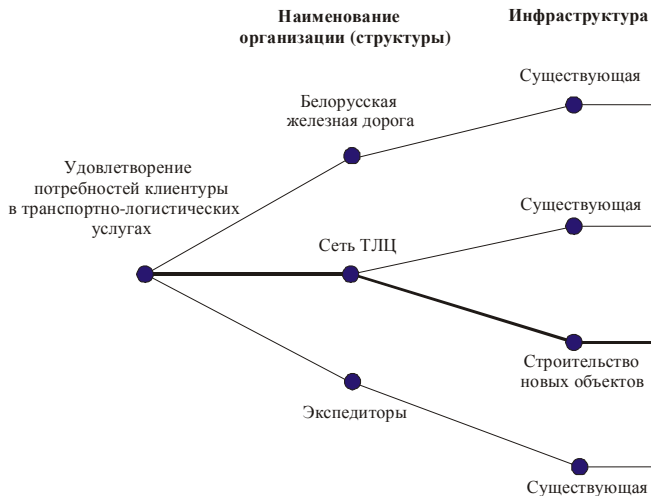 Наименование
организации (структуры)
Инфраструктура
Существующая
Белорусская
железная дорога
Удовлетворение
потребностей клиентуры
в транспортно-логистических
услугах
Существующая
Сеть ТЛЦ
Строительство
новых объектов
Экспедиторы
Существующая